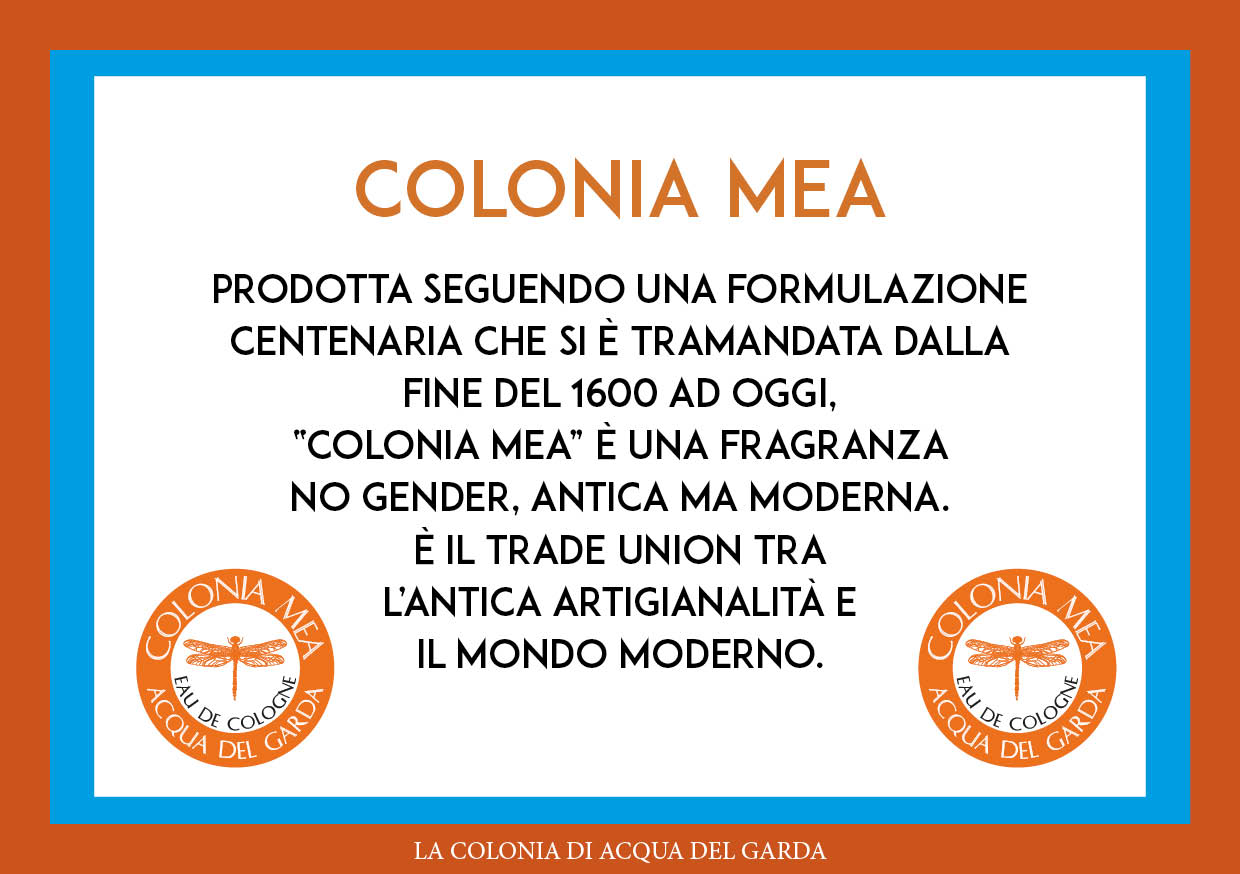 COLONIA MEA
PRODOTTA SEGUENDO UNA FORMULAZIONE
CENTENARIA CHE SI È TRAMANDATA DALLA
FINE DEL 1600 AD OGGI,
“COLONIA MEA” È UNA FRAGRANZA
NO GENDER, ANTICA MA MODERNA.
È IL TRADE UNION TRA
L’ANTICA ARTIGIANALITÀ E
IL MONDO MODERNO.
COLONIA MEA
EAU DE COLOGNE
ACQUA DEL GARDA
COLONIA MEA
EAU DE COLOGNE
ACQUA DEL GARDA
LA COLONIA DI ACQUA DEL GARDA